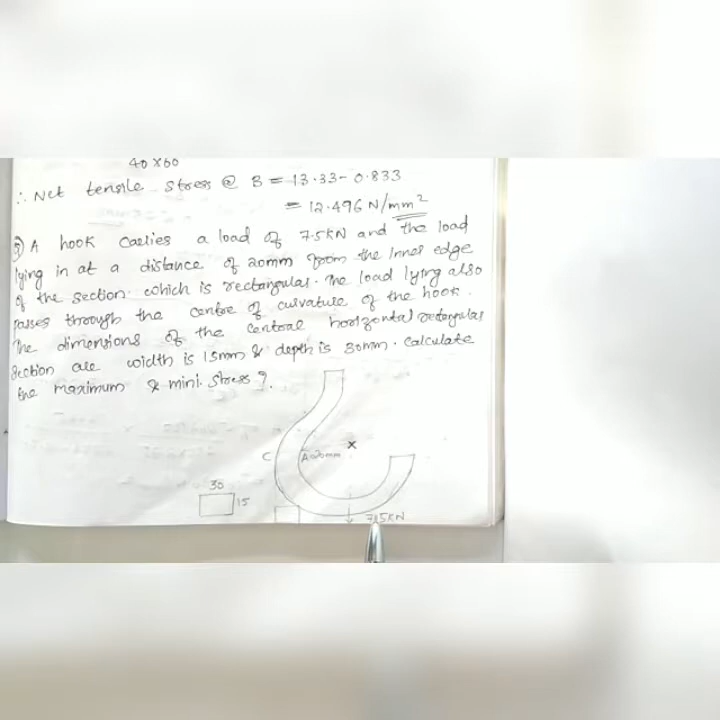 40 x 60
∴ Net tensile stress @ B = 13.33 - 0.833
= 12.496 N/mm²
3) A hook carries a load of 7.5KN and the load
lying in at a distance of 20mm from the Inner edge
of the section which is rectangular. The load lying also
passes through the centre of curvature of the hook.
The dimensions of the central horizontal rectangular
section are width is 15mm & depth is 30mm. calculate
the maximum & mini. stress?
x
C A 20mm
30
15
7.5KN